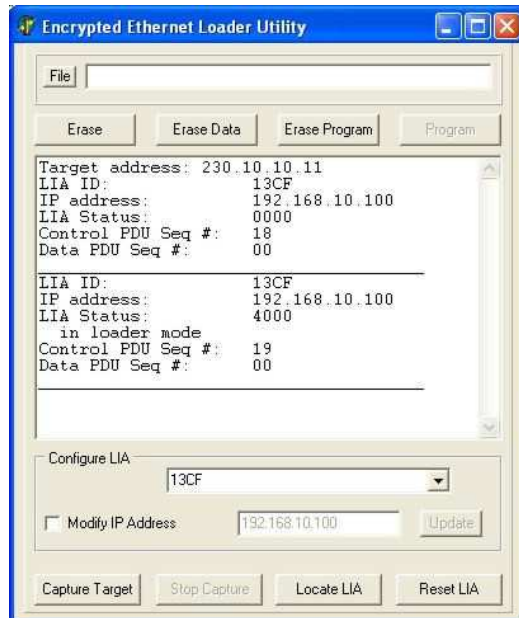 Encrypted Ethernet Loader Utility
File
Erase Erase Data Erase Program Program
Target address: 230.10.10.11
LIA ID: 13CF
IP address: 192.168.10.100
LIA Status: 0000
Control PDU Seq #: 18
Data PDU Seq #: 00
LIA ID: 13CF
IP address: 192.168.10.100
LIA Status: 4000
in loader mode
Control PDU Seq #: 19
Data PDU Seq #: 00
Configure LIA
13CF
Modify IP Address 192.168.10.100 Update
Capture Target Stop Capture Locate LIA Reset LIA